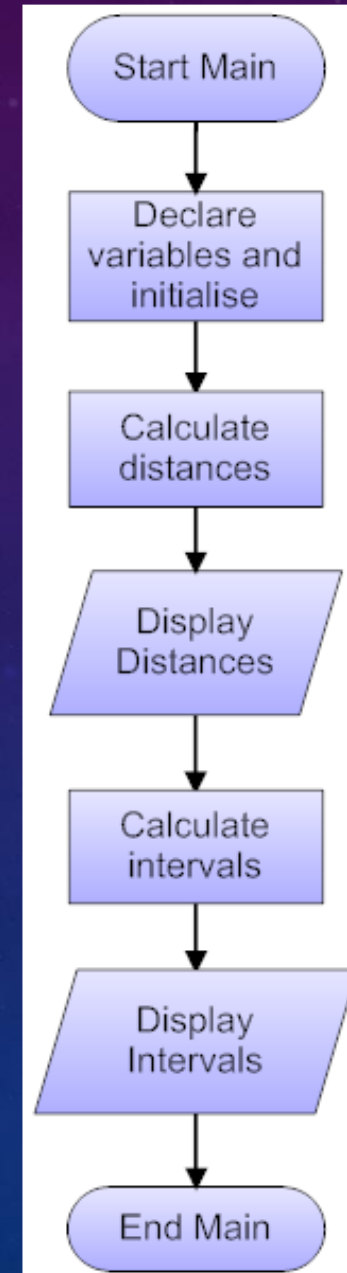 Start Main
Declare
variables and
initialise
Calculate
distances
Display
Distances
Calculate
intervals
Display
Intervals
End Main